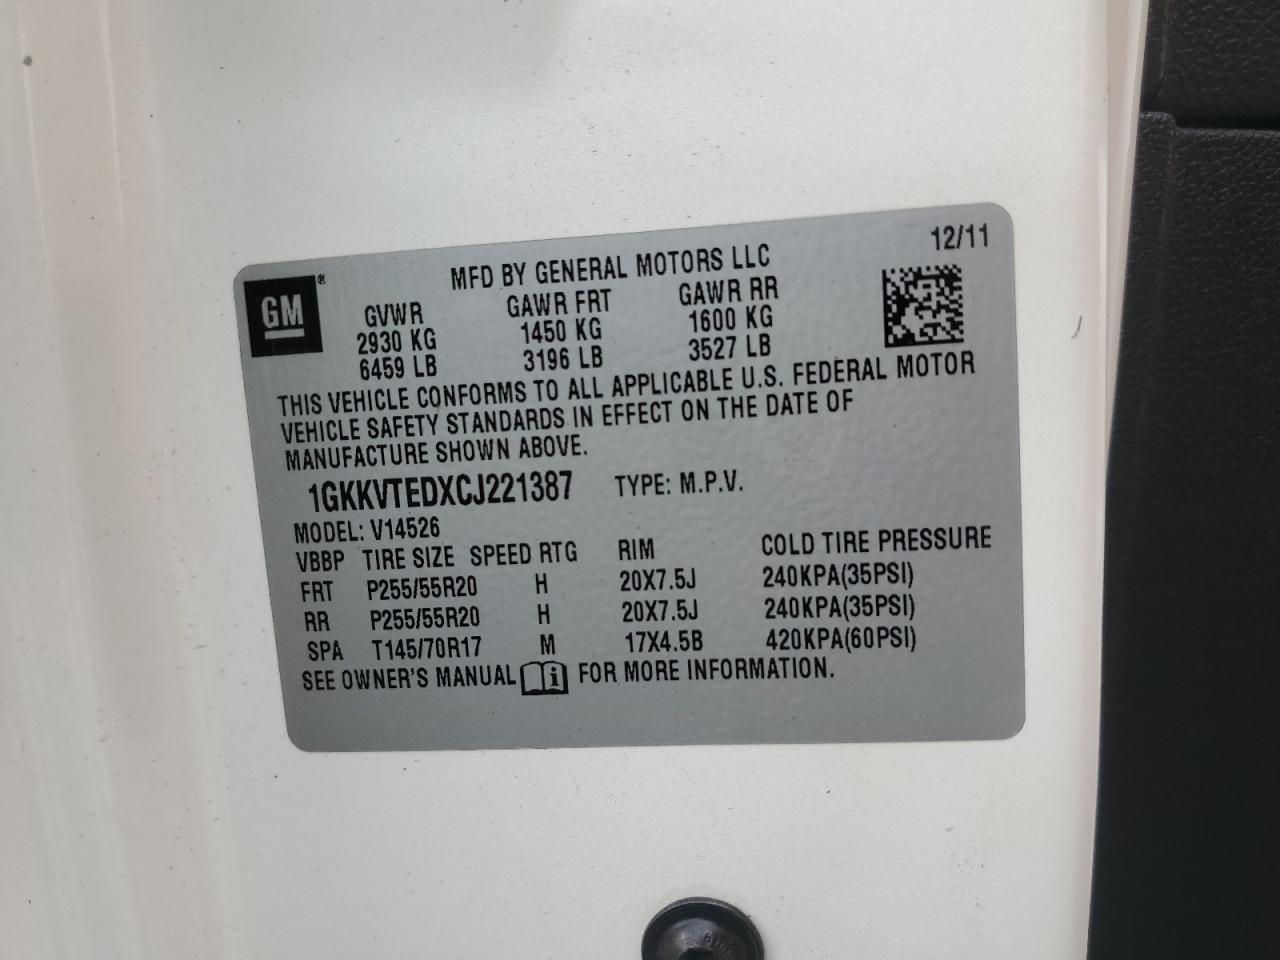 MFD BY GENERAL MOTORS LLC 12/11
GM®
GVWR GAWR FRT GAWR RR
2930 KG 1450 KG 1600 KG
6459 LB 3196 LB 3527 LB
THIS VEHICLE CONFORMS TO ALL APPLICABLE U.S. FEDERAL MOTOR
VEHICLE SAFETY STANDARDS IN EFFECT ON THE DATE OF
MANUFACTURE SHOWN ABOVE.
1GKKVTEDXCJ221387 TYPE: M.P.V.
MODEL: V14526
VBBP TIRE SIZE SPEED RTG RIM COLD TIRE PRESSURE
FRT P255/55R20 H 20X7.5J 240KPA(35PSI)
RR P255/55R20 H 20X7.5J 240KPA(35PSI)
SPA T145/70R17 M 17X4.5B 420KPA(60PSI)
SEE OWNER'S MANUAL i FOR MORE INFORMATION.